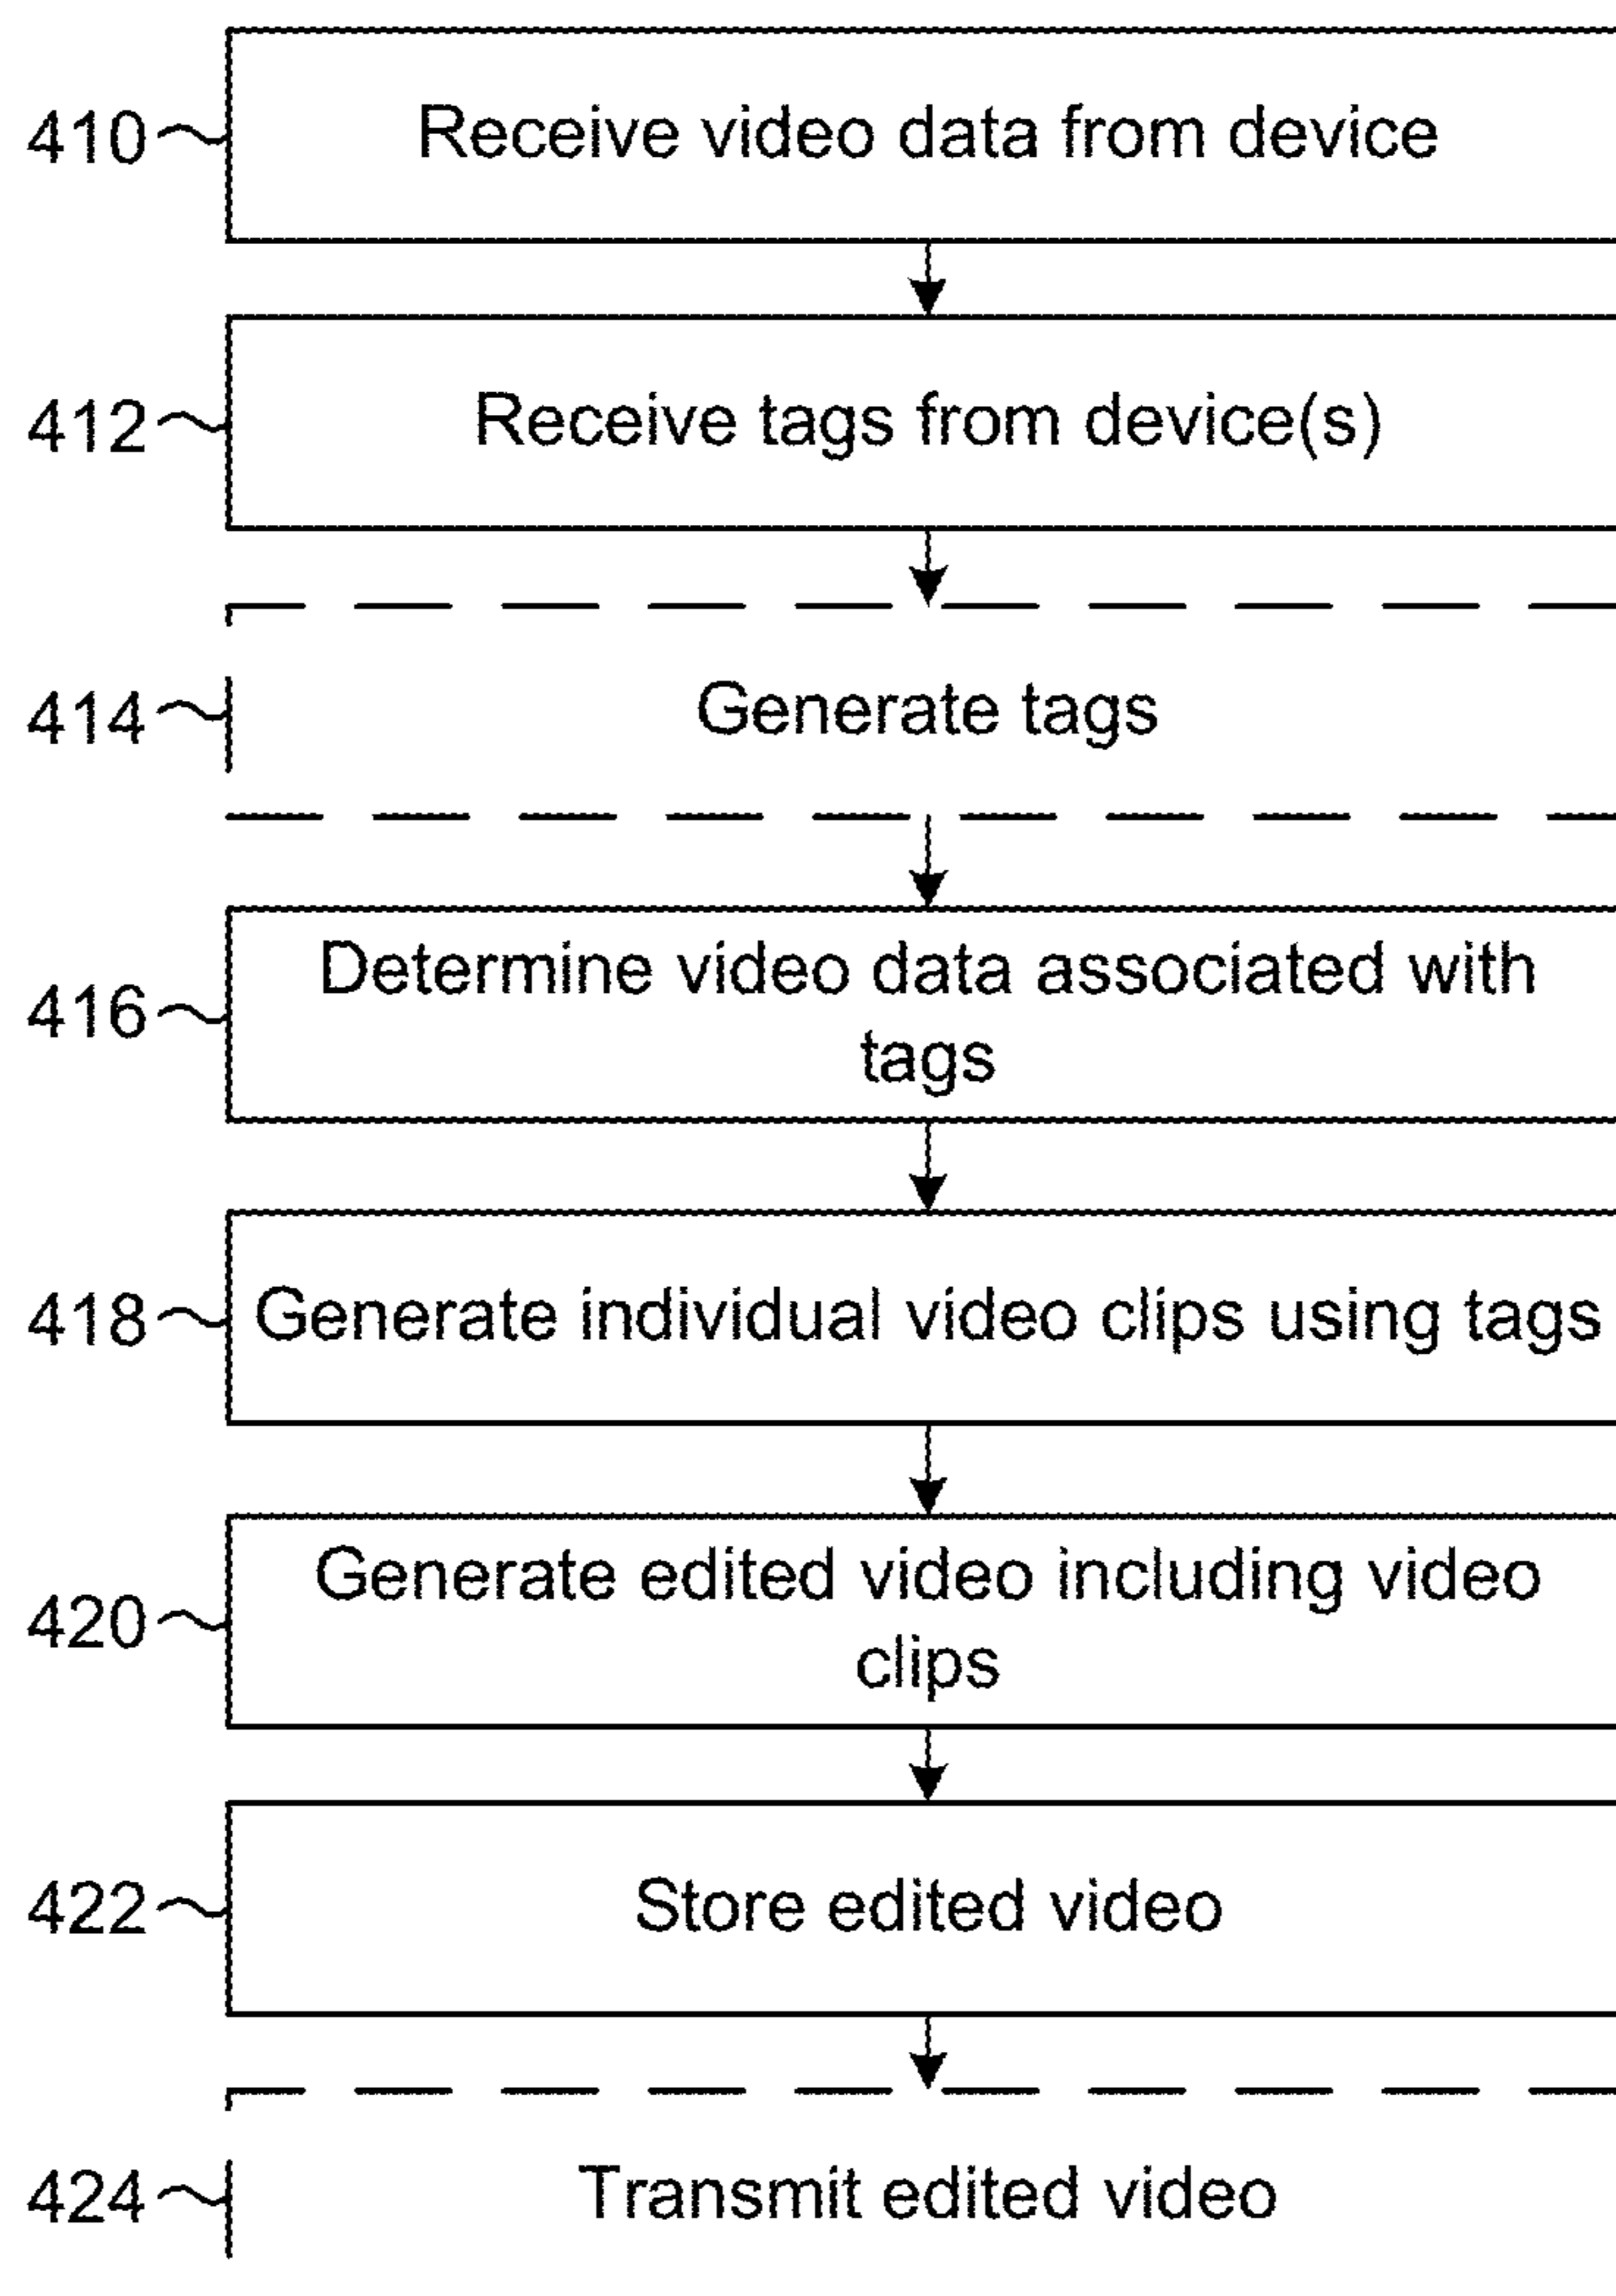 410 Receive video data from device
412 Receive tags from device(s)
414 Generate tags
416 Determine video data associated with
tags
418 Generate individual video clips using tags
420 Generate edited video including video
clips
422 Store edited video
424 Transmit edited video